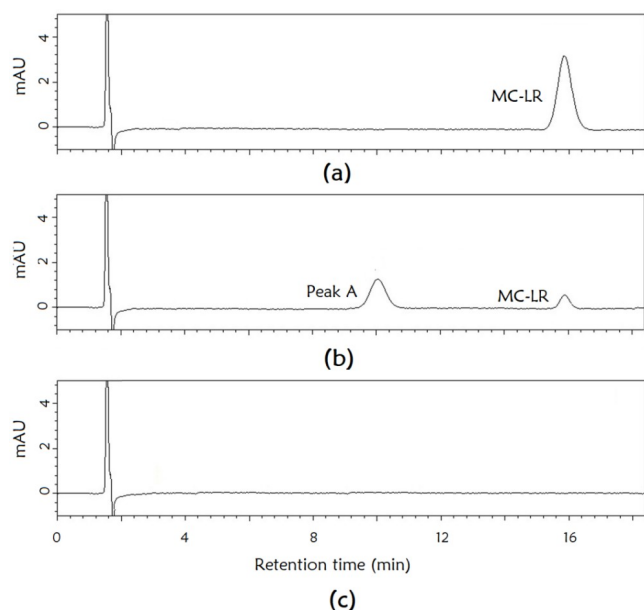 4
2
0
mAU
MC-LR
(a)
4
2
0
mAU
Peak A
MC-LR
(b)
4
2
0
mAU
0 4 8 12 16
Retention time (min)
(c)